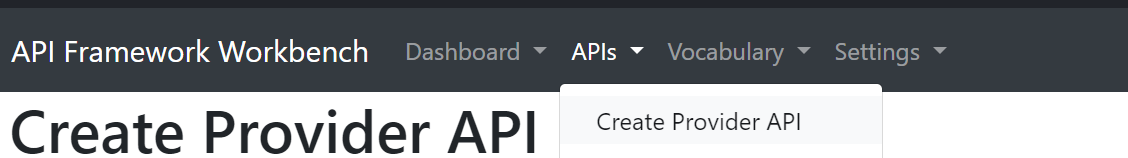 API Framework Workbench Dashboard APIs Vocabulary Settings
Create Provider API
Create Provider API